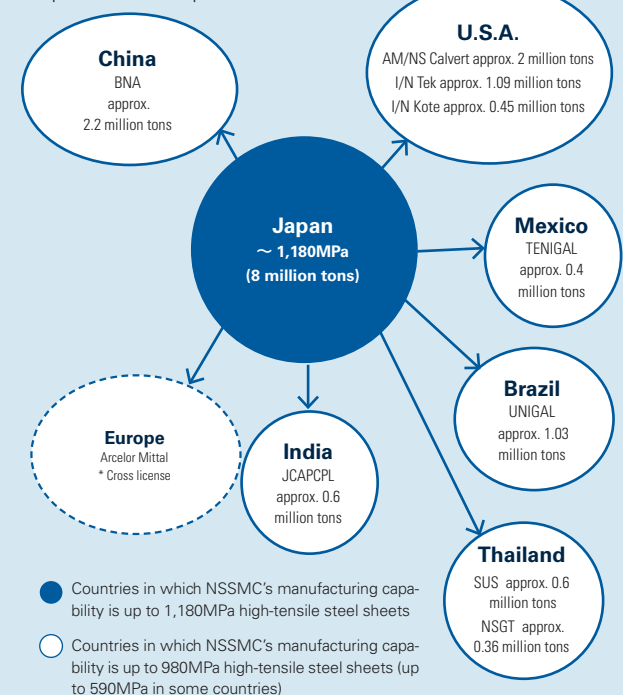 China
BNA
approx.
2.2 million tons
U.S.A.
AM/NS Calvert approx. 2 million tons
I/N Tek approx. 1.09 million tons
I/N Kote approx. 0.45 million tons
Japan
～ 1,180MPa
(8 million tons)
Mexico
TENIGAL
approx. 0.4
million tons
Brazil
UNIGAL
approx. 1.03
million tons
Europe
Arcelor Mittal
* Cross license
India
JCAPCPL
approx. 0.6
million tons
Thailand
SUS approx. 0.6
million tons
NSGT approx.
0.36 million tons
Countries in which NSSMC's manufacturing capa-
bility is up to 1,180MPa high-tensile steel sheets
Countries in which NSSMC's manufacturing capa-
bility is up to 980MPa high-tensile steel sheets (up
to 590MPa in some countries)